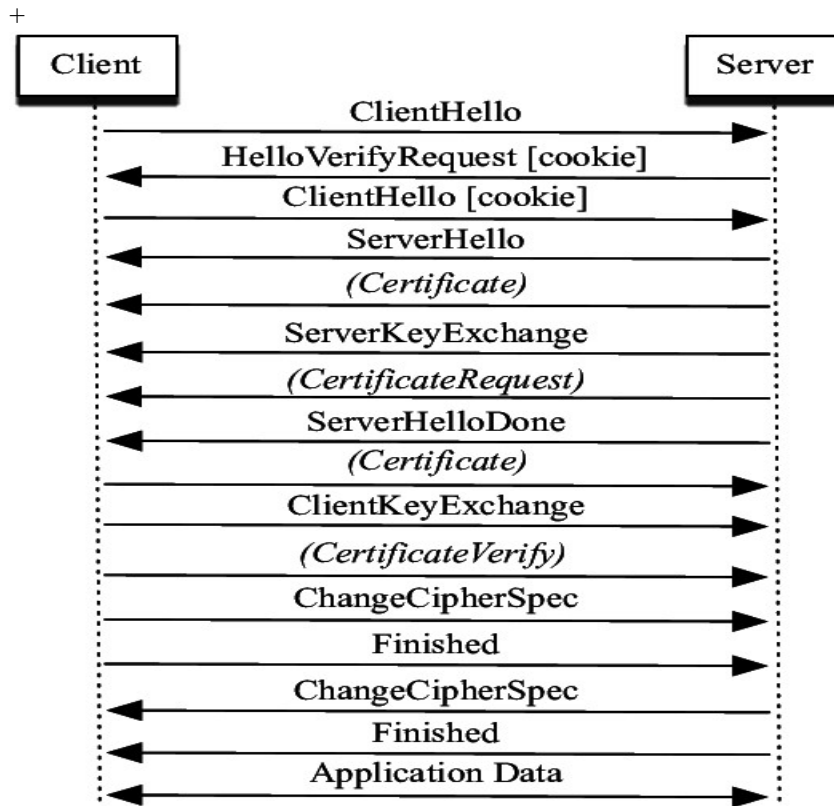 +
Client Server
ClientHello
HelloVerifyRequest [cookie]
ClientHello [cookie]
ServerHello
(Certificate)
ServerKeyExchange
(CertificateRequest)
ServerHelloDone
(Certificate)
ClientKeyExchange
(CertificateVerify)
ChangeCipherSpec
Finished
ChangeCipherSpec
Finished
Application Data